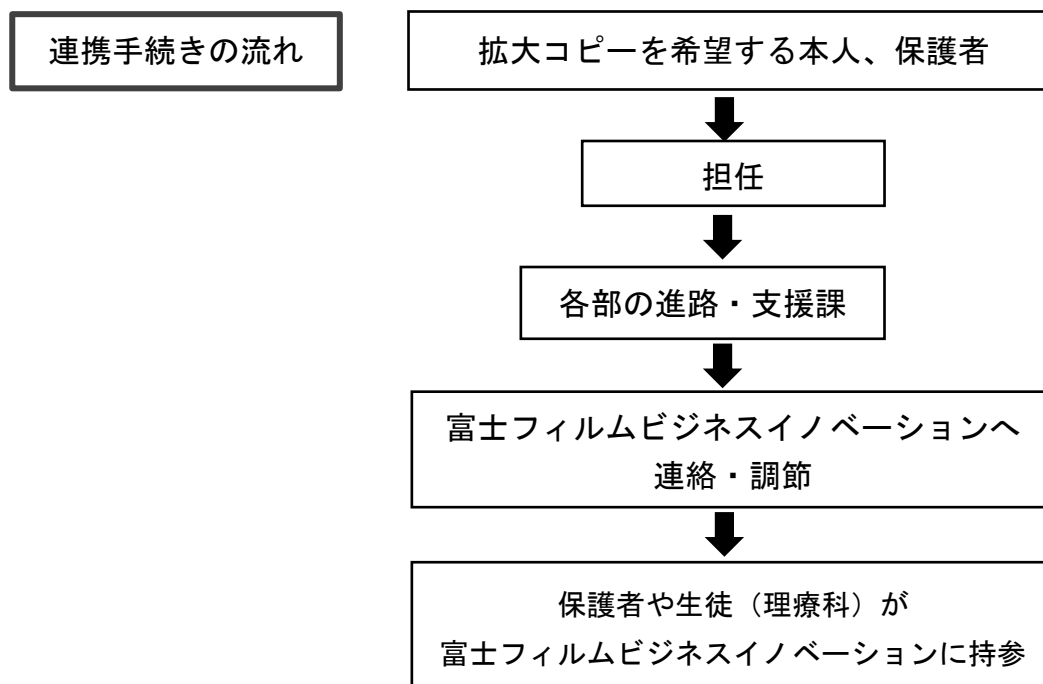 連携手続きの流れ
拡大コピーを希望する本人、保護者
担任
各部の進路・支援課
富士フィルムビジネスイノベーションへ
連絡・調節
保護者や生徒（理療科）が
富士フィルムビジネスイノベーションに持参